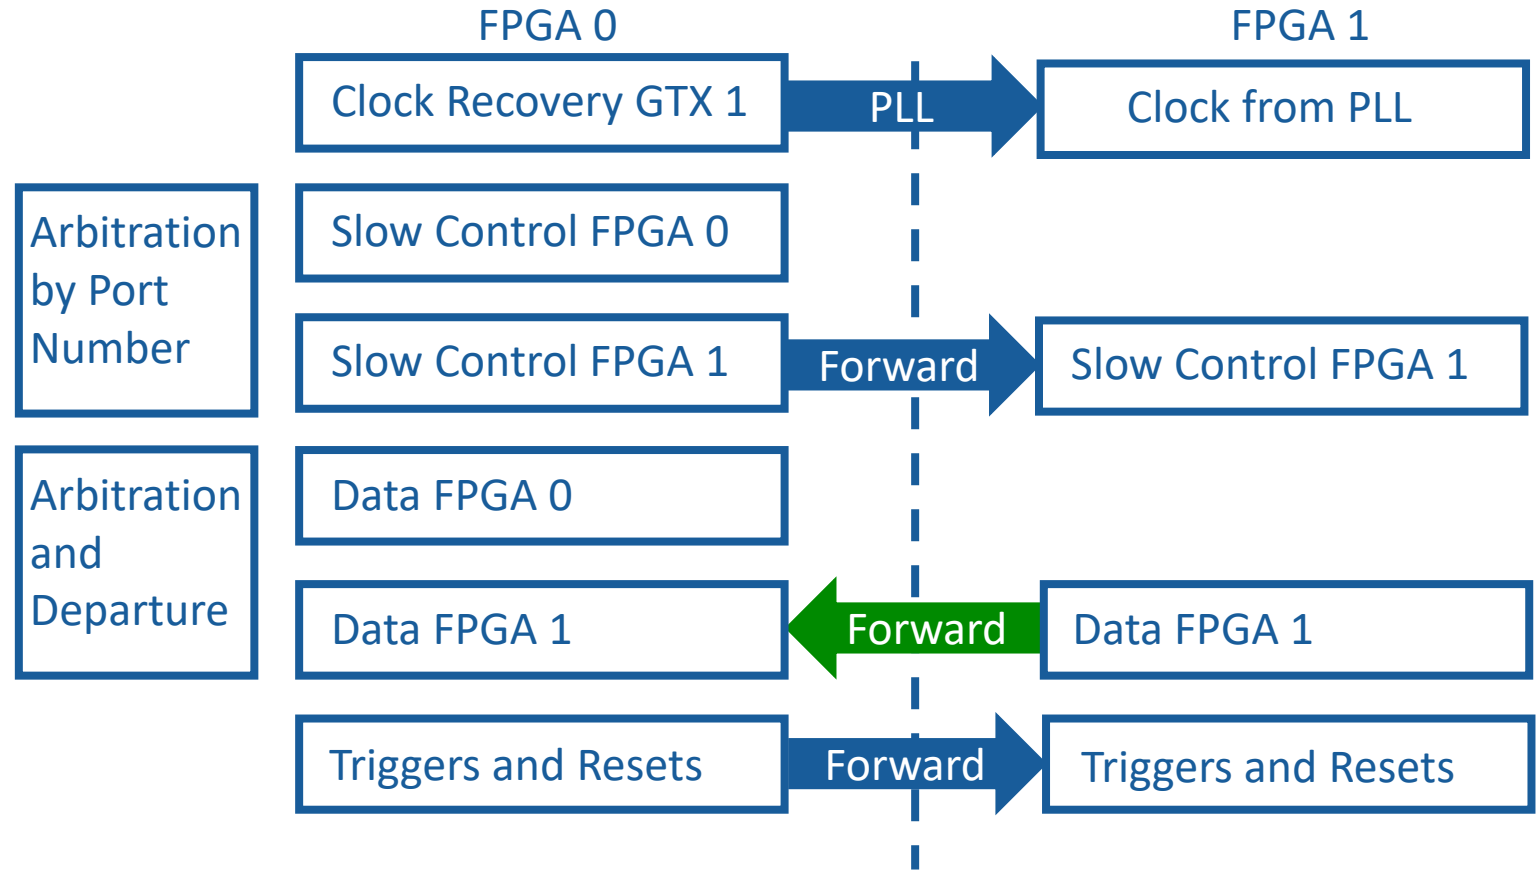 FPGA 0
FPGA 1
Clock Recovery GTX 1
PLL
Clock from PLL
Arbitration
by Port
Number
Slow Control FPGA 0
Slow Control FPGA 1
Forward
Slow Control FPGA 1
Arbitration
and
Departure
Data FPGA 0
Data FPGA 1
Forward
Data FPGA 1
Triggers and Resets
Forward
Triggers and Resets